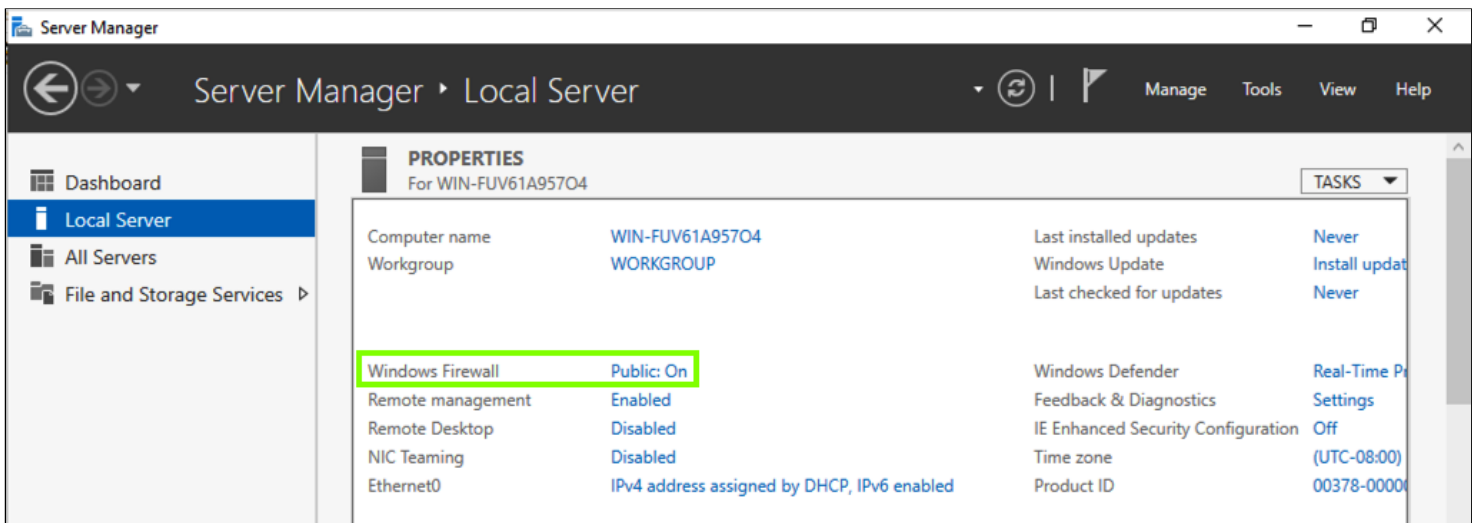 Server Manager
Server Manager • Local Server
Manage Tools View Help
Dashboard
Local Server
All Servers
File and Storage Services
PROPERTIES
For WIN-FUV61A957O4
TASKS
Computer name WIN-FUV61A957O4 Last installed updates Never
Workgroup WORKGROUP Windows Update Install updat
Last checked for updates Never
Windows Firewall Public: On Windows Defender Real-Time Pr
Remote management Enabled Feedback & Diagnostics Settings
Remote Desktop Disabled IE Enhanced Security Configuration Off
NIC Teaming Disabled Time zone (UTC-08:00)
Ethernet0 IPv4 address assigned by DHCP, IPv6 enabled Product ID 00378-00000